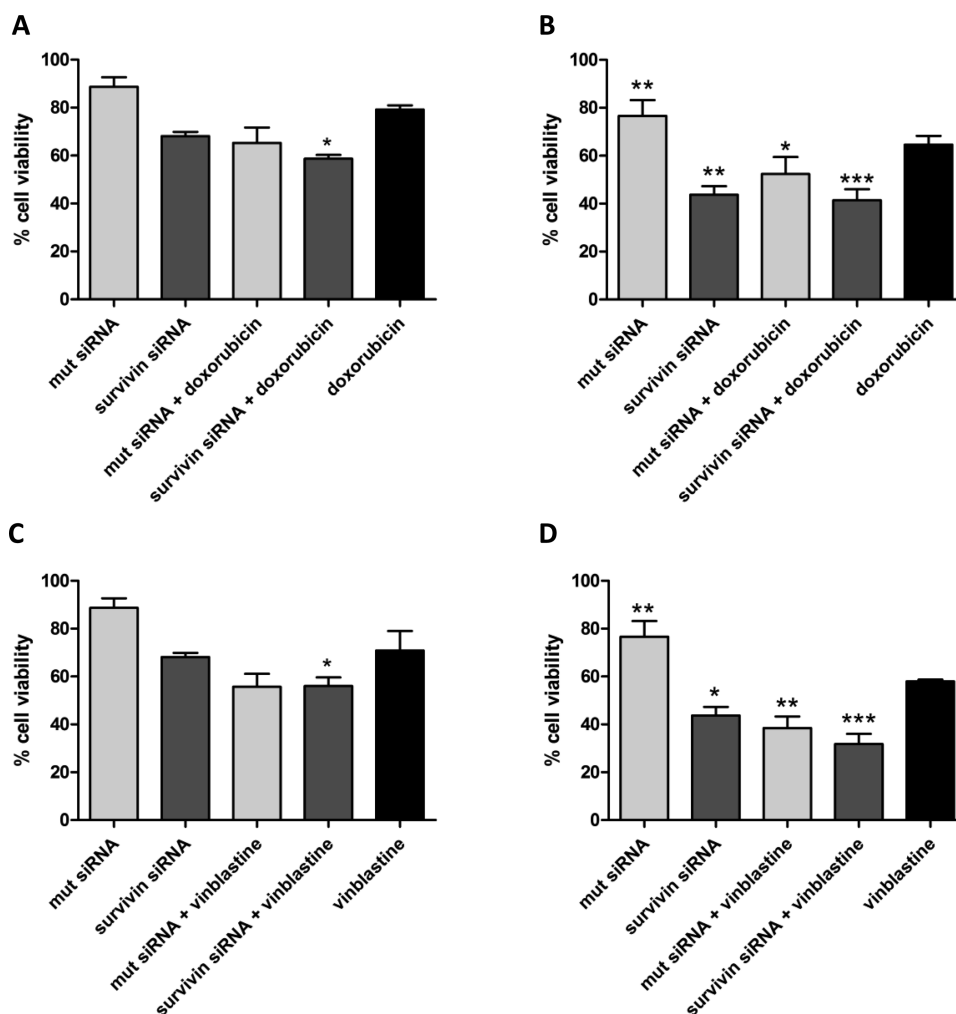 A
% cell viability
100
80
60
40
20
0
*
mut siRNA
survivin siRNA
mut siRNA + doxorubicin
survivin siRNA + doxorubicin
doxorubicin
B
% cell viability
100
80
60
40
20
0
**
**
*
***
mut siRNA
survivin siRNA
mut siRNA + doxorubicin
survivin siRNA + doxorubicin
doxorubicin
C
% cell viability
100
80
60
40
20
0
*
mut siRNA
survivin siRNA
mut siRNA + vinblastine
survivin siRNA + vinblastine
vinblastine
D
% cell viability
100
80
60
40
20
0
**
*
**
***
mut siRNA
survivin siRNA
mut siRNA + vinblastine
survivin siRNA + vinblastine
vinblastine